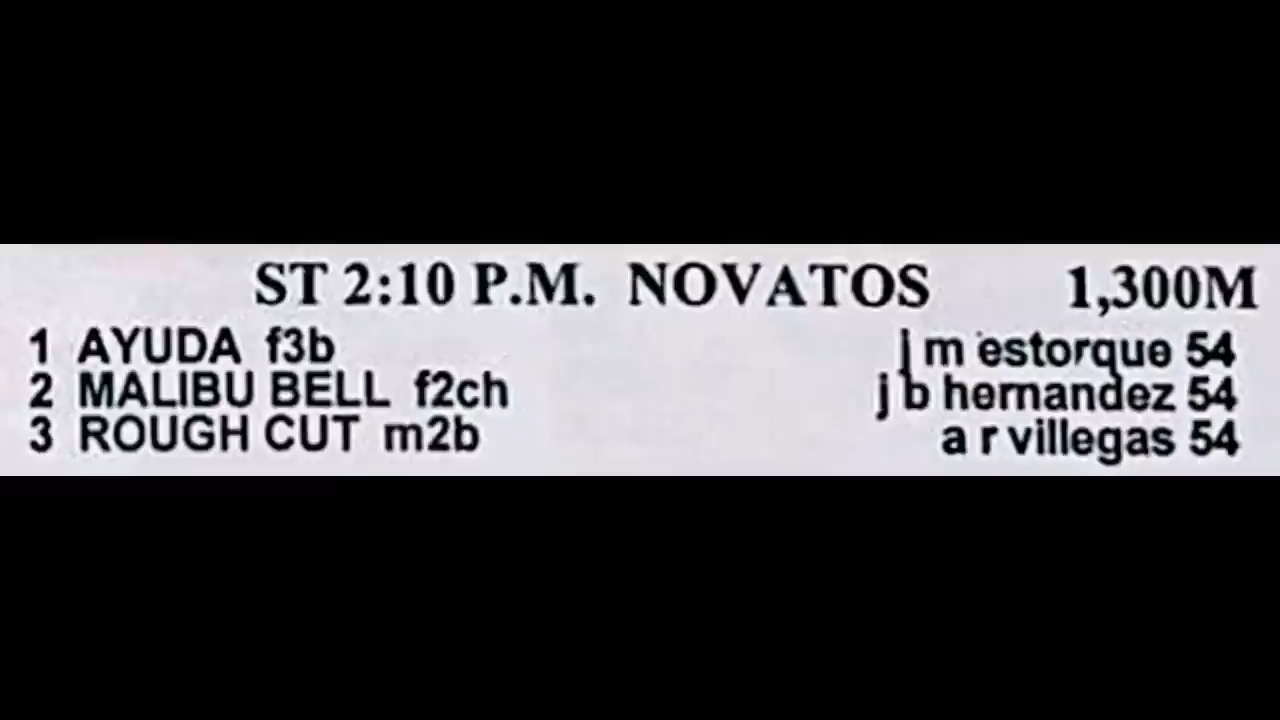 ST 2:10 P.M. NOVATOS 1,300M
1 AYUDA f3b j m estorque 54
2 MALIBU BELL f2ch j b hernandez 54
3 ROUGH CUT m2b a r villegas 54